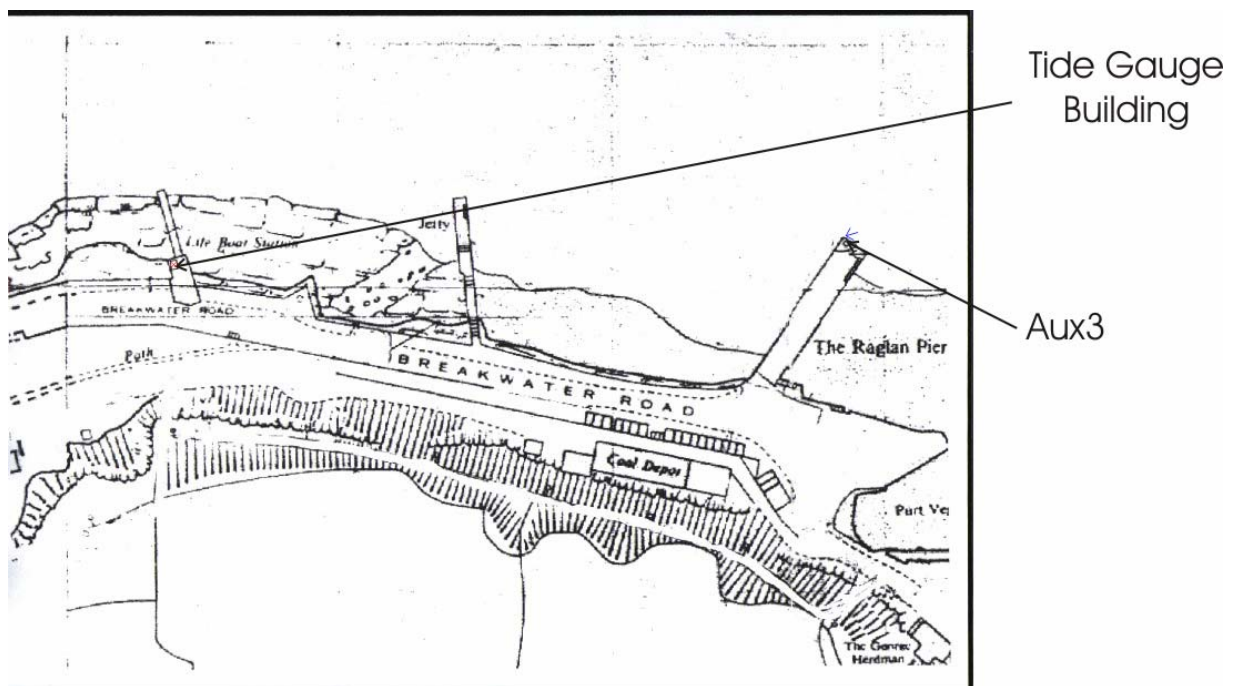 Tide Gauge
Building
Jetty
Life Boat Station
BREAKWATER ROAD
Aux3
The Raglan Pier
Path
BREAKWATER ROAD
Coal Depot
Port
The
Herdman